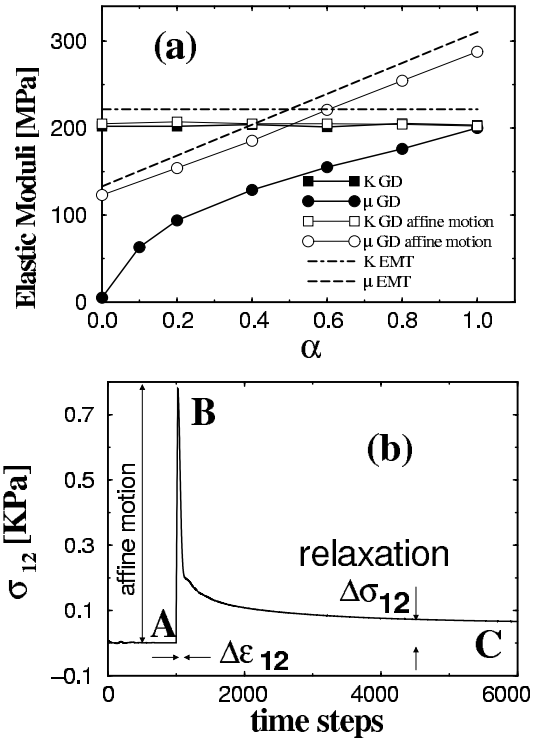 (a)
Elastic Moduli [MPa]
300
200
100
0
K GD
μ GD
K GD affine motion
μ GD affine motion
K EMT
μ EMT
0.0 0.2 0.4 0.6 0.8 1.0
α
(b)
σ12 [KPa]
0.7
0.5
0.3
0.1
−0.1
affine motion
B
A
relaxation
Δσ12
C
Δε12
0 2000 4000 6000
time steps